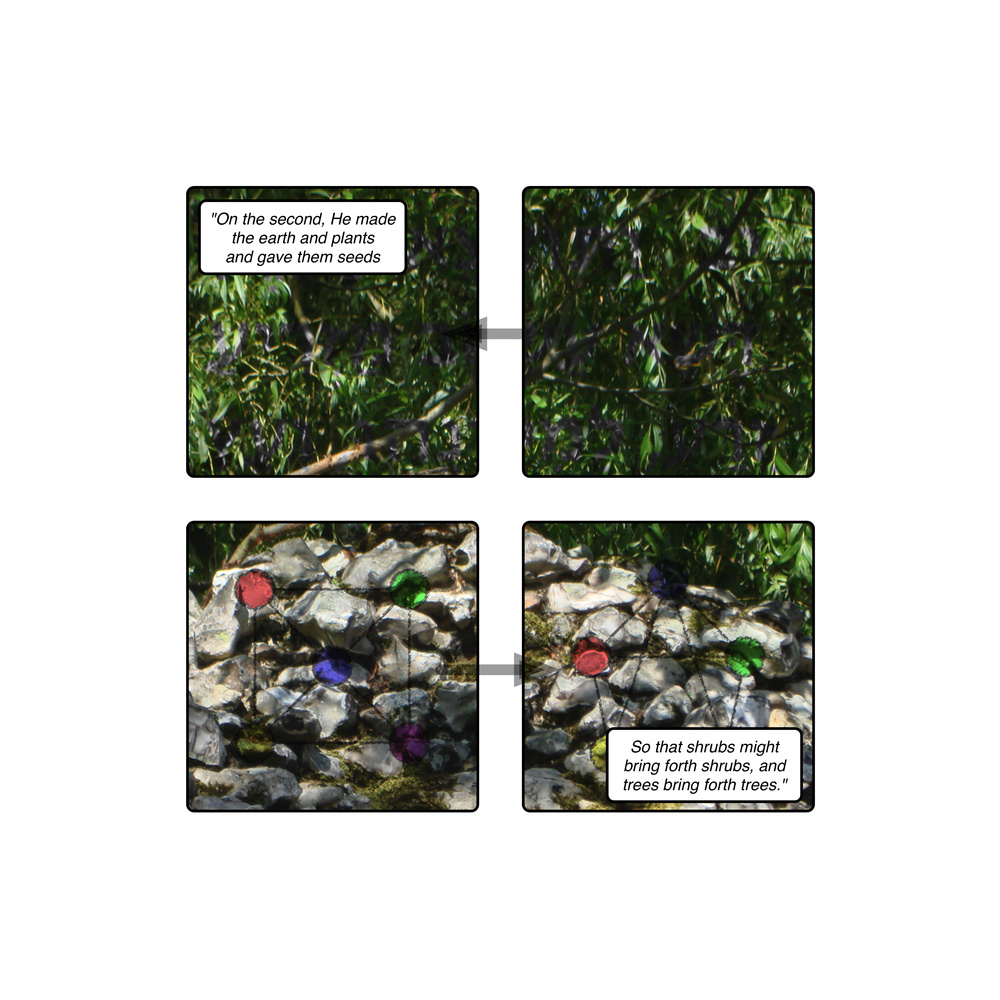 "On the second, He made
the earth and plants
and gave them seeds
So that shrubs might
bring forth shrubs, and
trees bring forth trees."